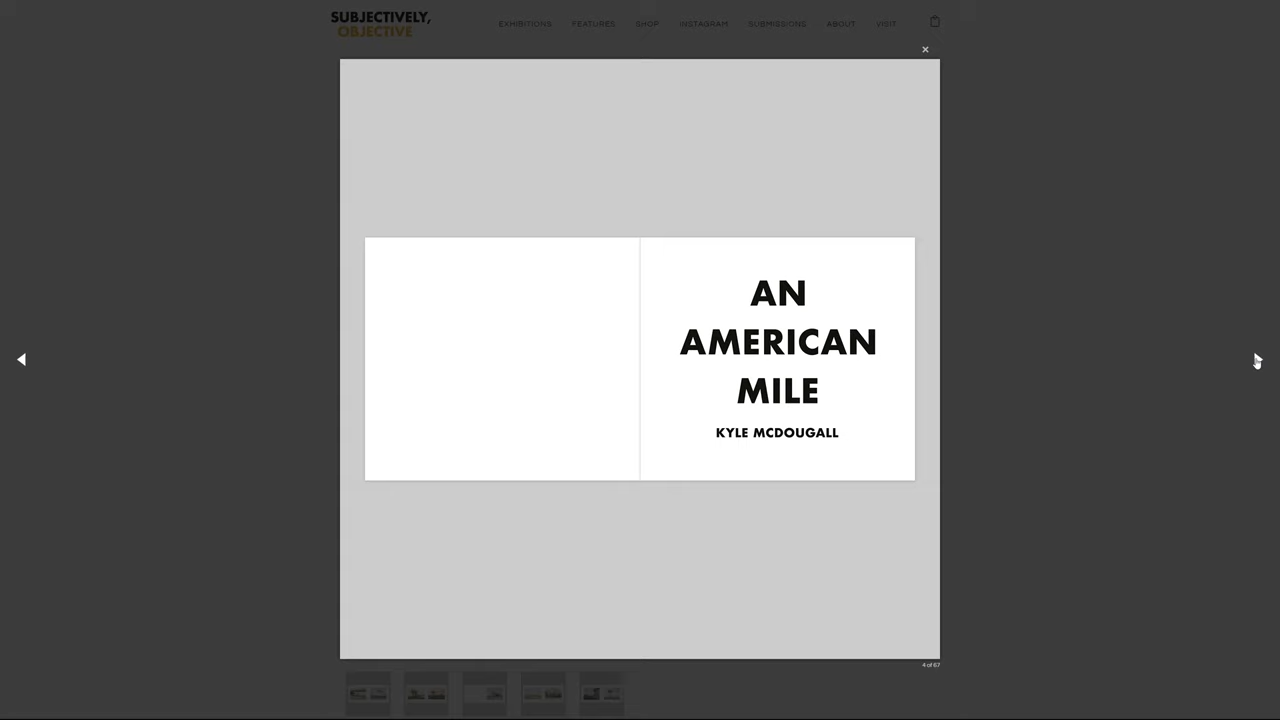 SUBJECTIVELY,
OBJECTIVE
EXHIBITIONS FEATURES SHOP INSTAGRAM SUBMISSIONS ABOUT VISIT
×
AN
AMERICAN
MILE
KYLE MCDOUGALL
4 of 67